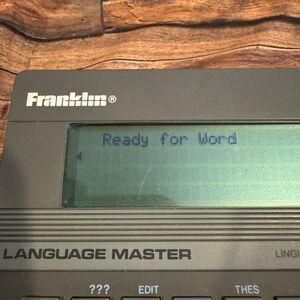 Franklin®
Ready for Word
LANGUAGE MASTER
??? EDIT THES